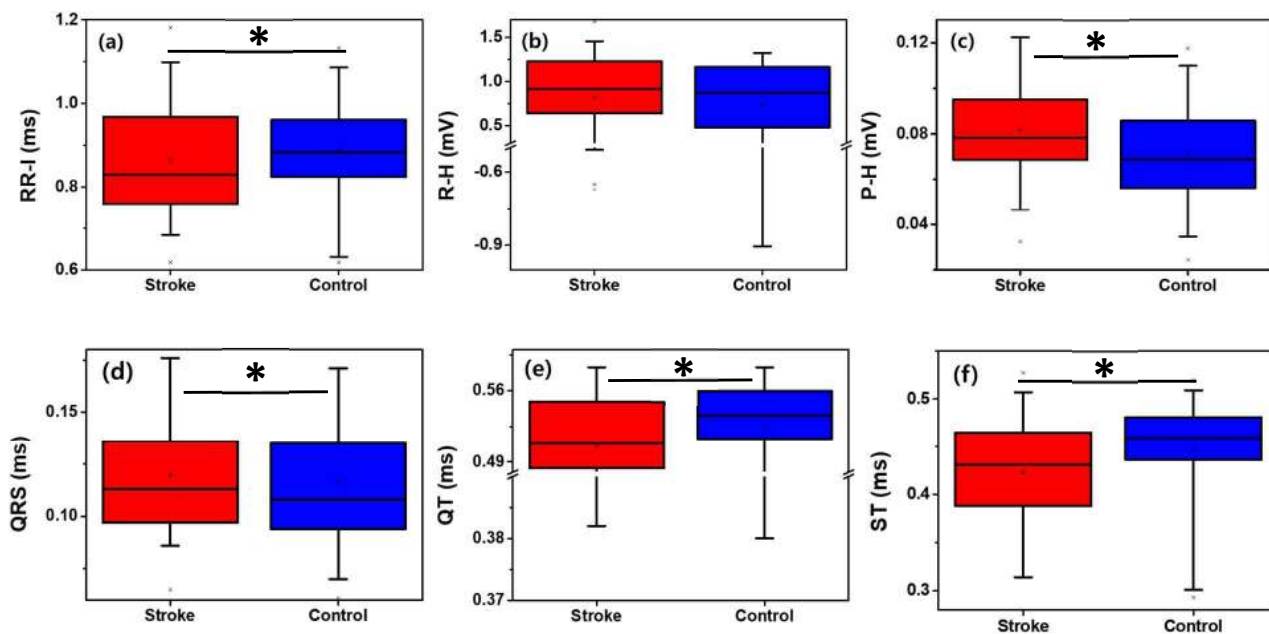 (a)
*
RR-I (ms)
1.2
1.0
0.8
0.6
Stroke Control
(b)
R-H (mV)
1.5
1.0
0.5
-0.6
-0.9
Stroke Control
(c)
*
P-H (mV)
0.12
0.08
0.04
Stroke Control
(d)
*
QRS (ms)
0.15
0.10
Stroke Control
(e)
*
QT (ms)
0.56
0.49
0.38
0.37
Stroke Control
(f)
*
ST (ms)
0.5
0.4
0.3
Stroke Control